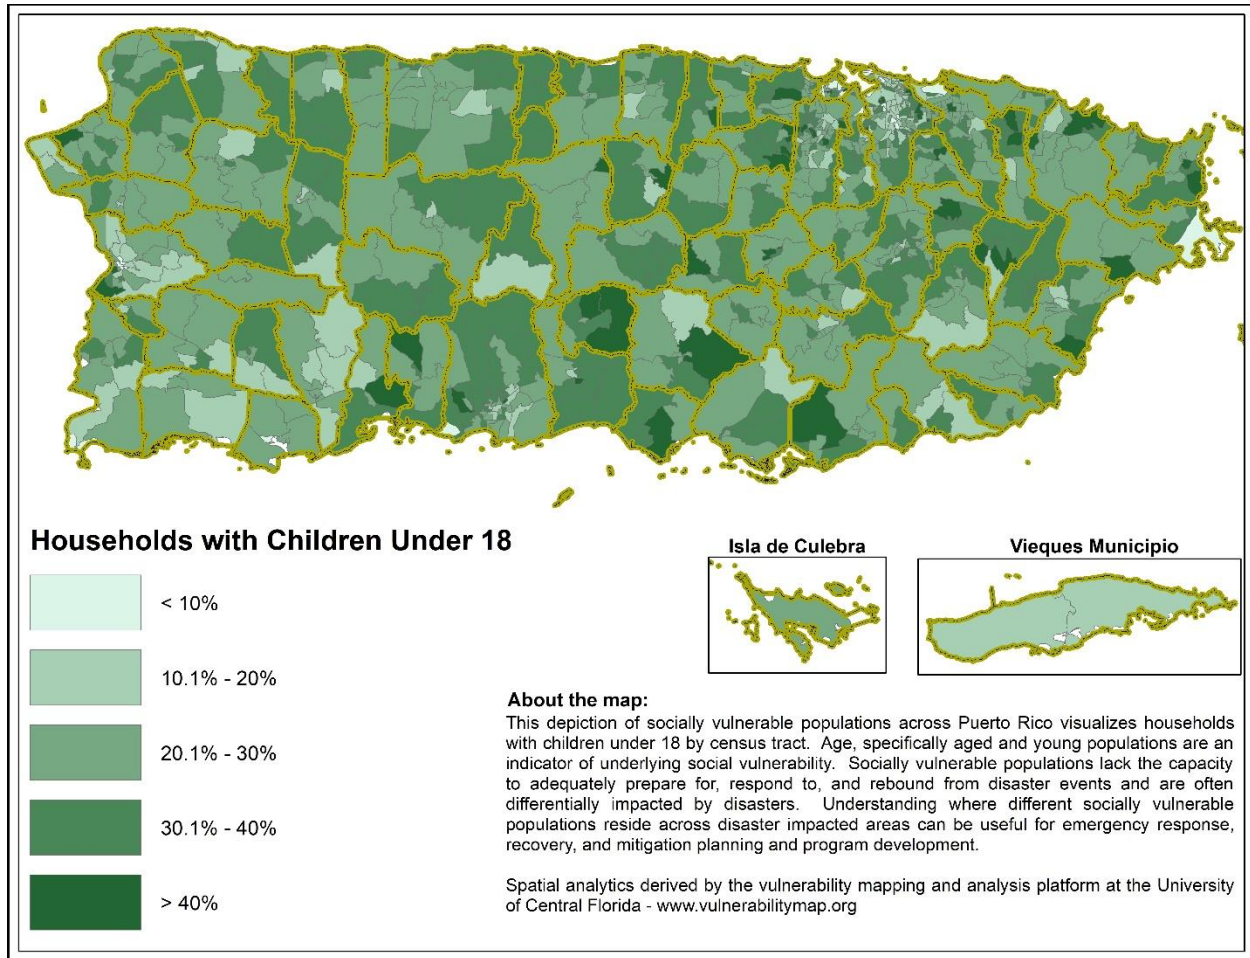 Households with Children Under 18
< 10%
10.1% - 20%
20.1% - 30%
30.1% - 40%
> 40%
Isla de Culebra
Vieques Municipio
About the map:
This depiction of socially vulnerable populations across Puerto Rico visualizes households
with children under 18 by census tract. Age, specifically aged and young populations are an
indicator of underlying social vulnerability. Socially vulnerable populations lack the capacity
to adequately prepare for, respond to, and rebound from disaster events and are often
differentially impacted by disasters. Understanding where different socially vulnerable
populations reside across disaster impacted areas can be useful for emergency response,
recovery, and mitigation planning and program development.
Spatial analytics derived by the vulnerability mapping and analysis platform at the University
of Central Florida - www.vulnerabilitymap.org